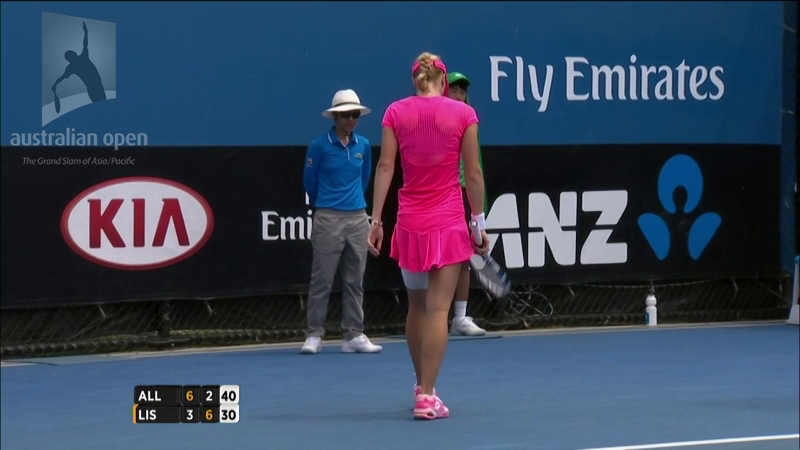 australian open
The Grand Slam of Asia/Pacific
Fly Emirates
KIA
Emir
ANZ
ALL 6 2 40
LIS 3 6 30